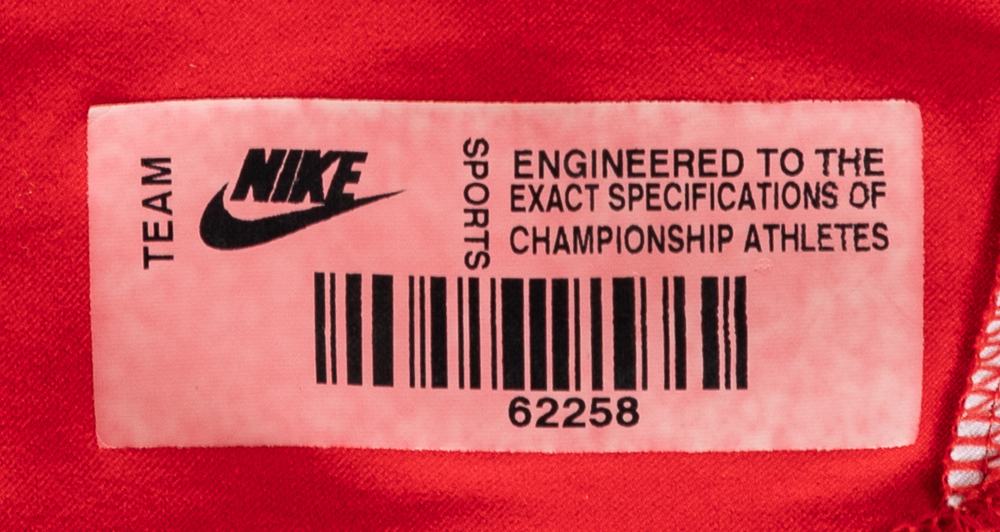 TEAM
NIKE
SPORTS
ENGINEERED TO THE
EXACT SPECIFICATIONS OF
CHAMPIONSHIP ATHLETES
62258